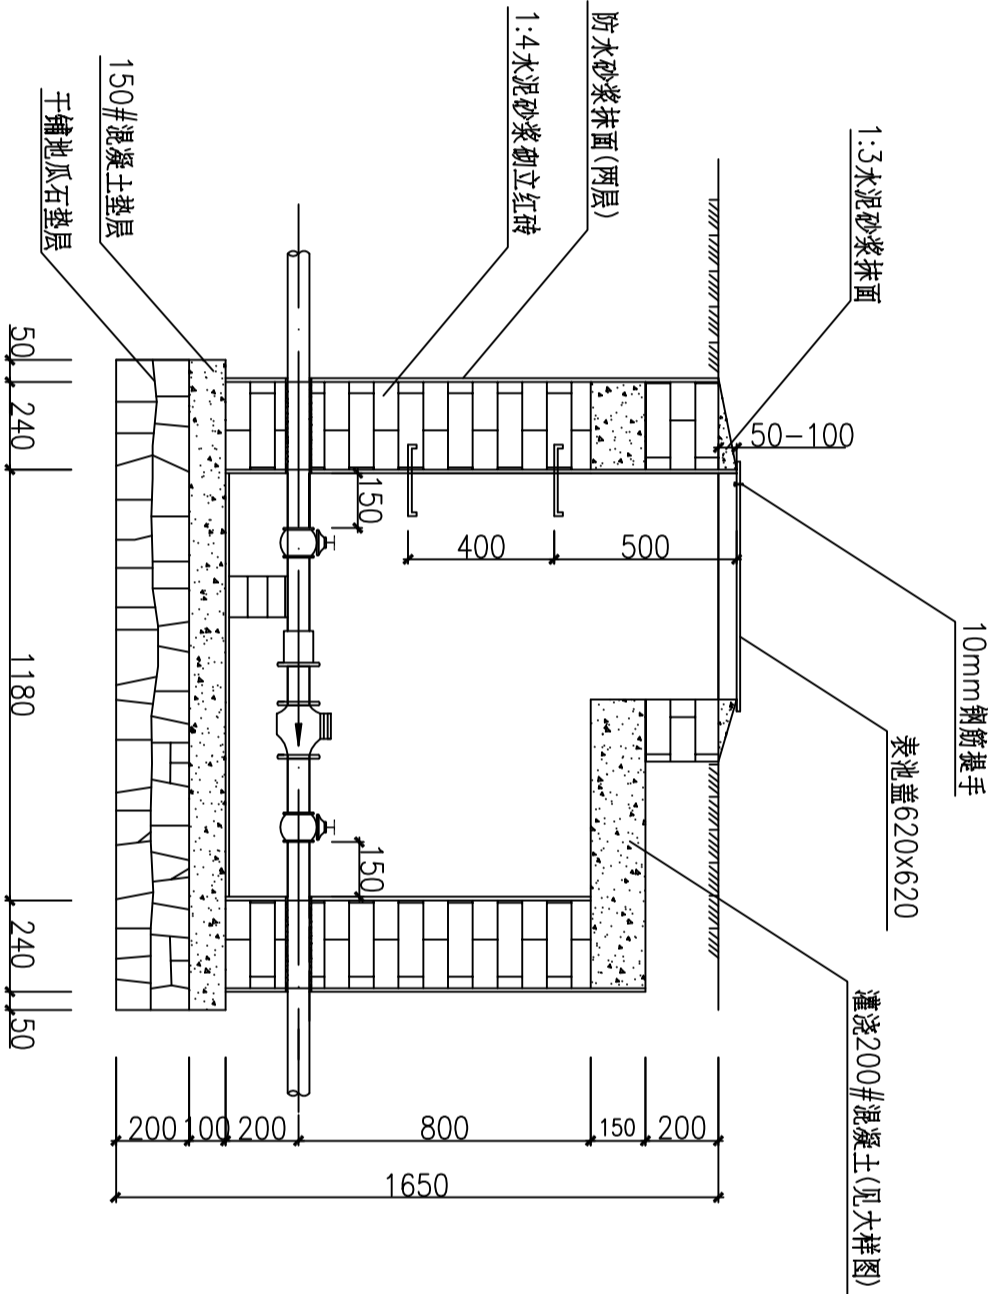 10mm钢筋提手
表池盖620x620
1:3水泥砂浆抹面
灌浇200#混凝土(见大样图)
防水砂浆抹面(两层)
1:4水泥砂浆砌立红砖
150#混凝土垫层
干铺地瓜石垫层
50-100
500
400
150
150
50
240
1180
240
50
200
100
200
800
150
200
1650